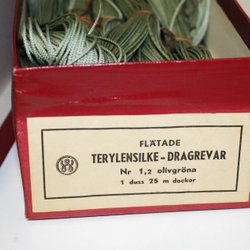 FLÄTADE
TERYLENSILKE-DRAGREVAR
Nr 1,2 olivgröna
1 duss 25 m dockor